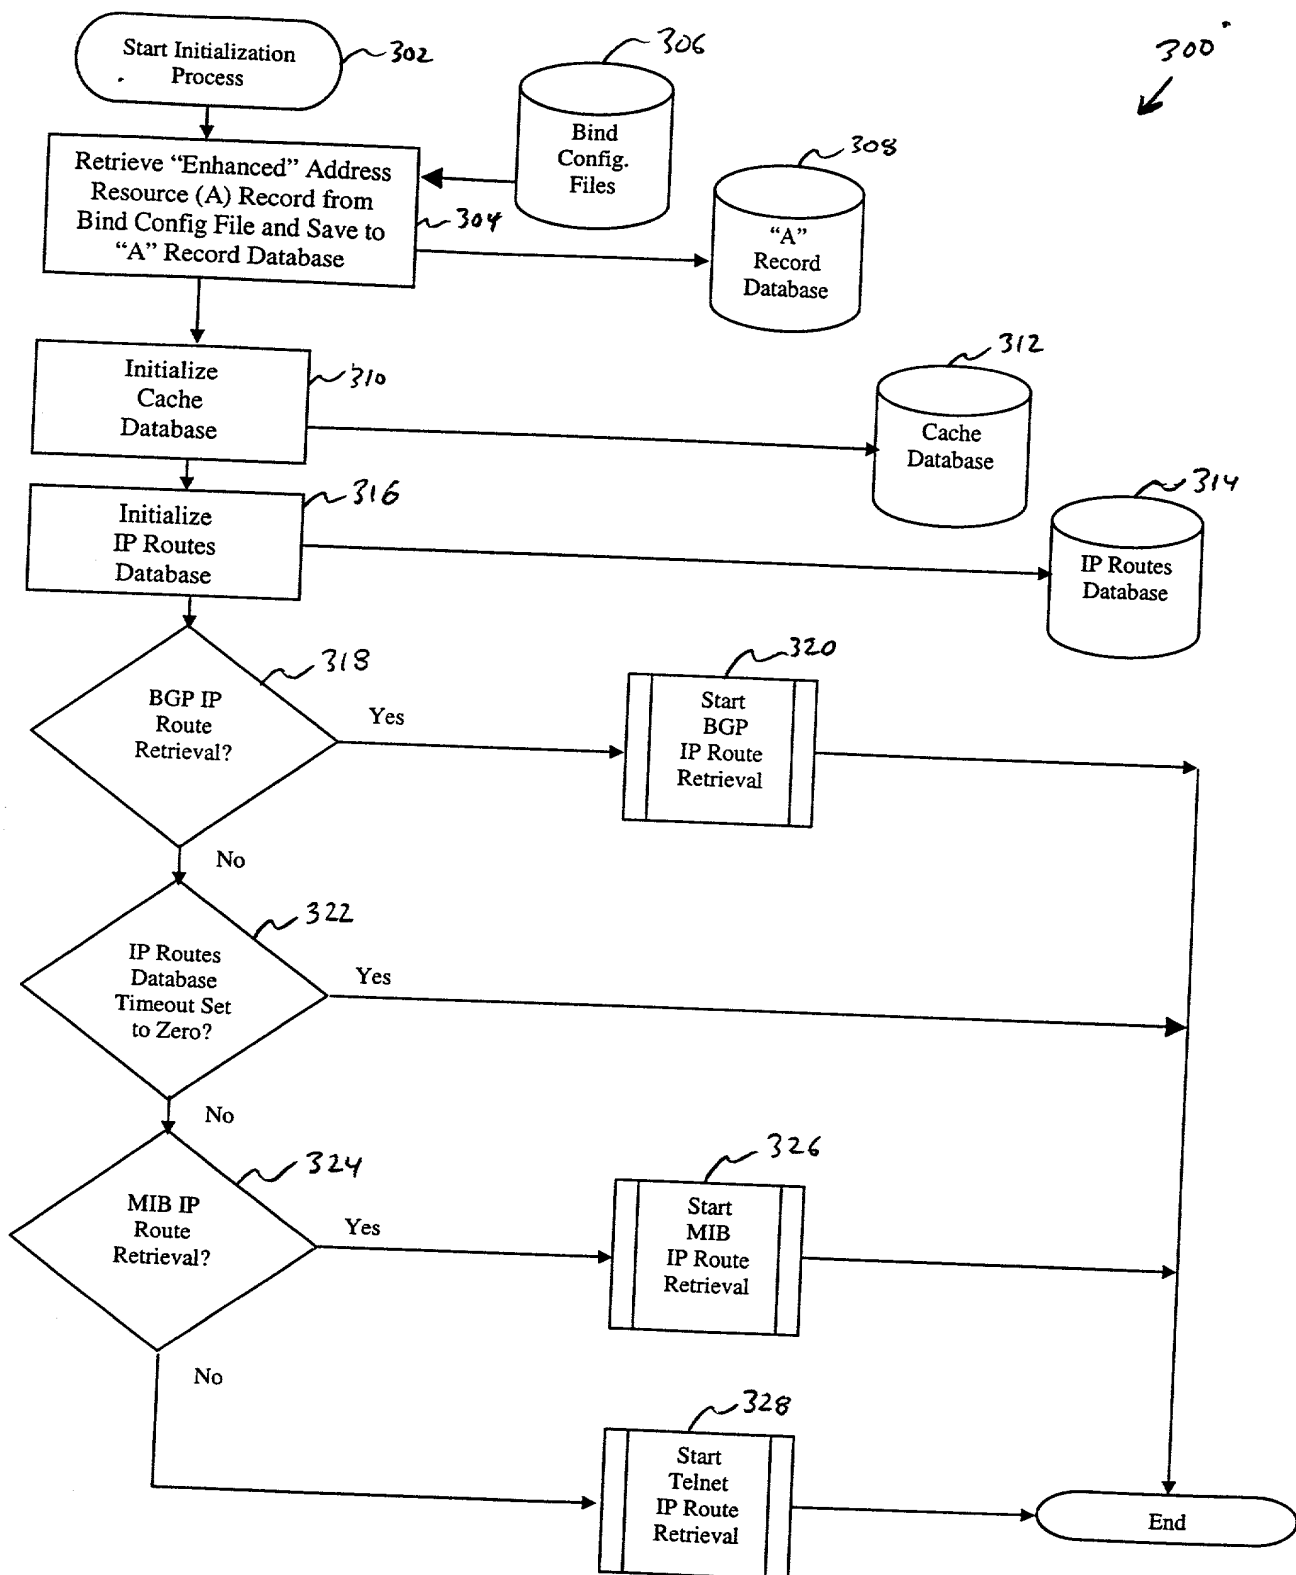 Start Initialization
Process
302
306
300
Bind
Config.
Files
308
Retrieve “Enhanced” Address
Resource (A) Record from
Bind Config File and Save to
“A” Record Database
304
“A”
Record
Database
312
Initialize
Cache
Database
310
Cache
Database
314
316
Initialize
IP Routes
Database
IP Routes
Database
318
320
BGP IP
Route
Retrieval?
Yes
Start
BGP
IP Route
Retrieval
No
322
IP Routes
Database
Timeout Set
to Zero?
Yes
No
324
326
MIB IP
Route
Retrieval?
Yes
Start
MIB
IP Route
Retrieval
No
328
Start
Telnet
IP Route
Retrieval
End